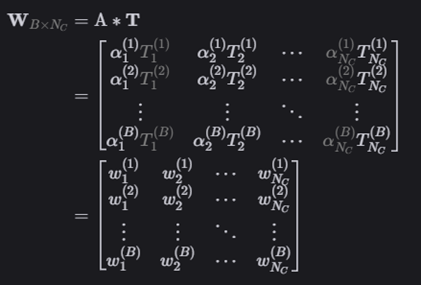 W_{B×N_C} = A * T
= [ α_1^{(1)}T_1^{(1)} α_2^{(1)}T_2^{(1)} ⋯ α_{N_C}^{(1)}T_{N_C}^{(1)}
α_1^{(2)}T_1^{(2)} α_2^{(2)}T_2^{(2)} ⋯ α_{N_C}^{(2)}T_{N_C}^{(2)}
⋮ ⋮ ⋱ ⋮
α_1^{(B)}T_1^{(B)} α_2^{(B)}T_2^{(B)} ⋯ α_{N_C}^{(B)}T_{N_C}^{(B)} ]
= [ w_1^{(1)} w_2^{(1)} ⋯ w_{N_C}^{(1)}
w_1^{(2)} w_2^{(2)} ⋯ w_{N_C}^{(2)}
⋮ ⋮ ⋱ ⋮
w_1^{(B)} w_2^{(B)} ⋯ w_{N_C}^{(B)} ]